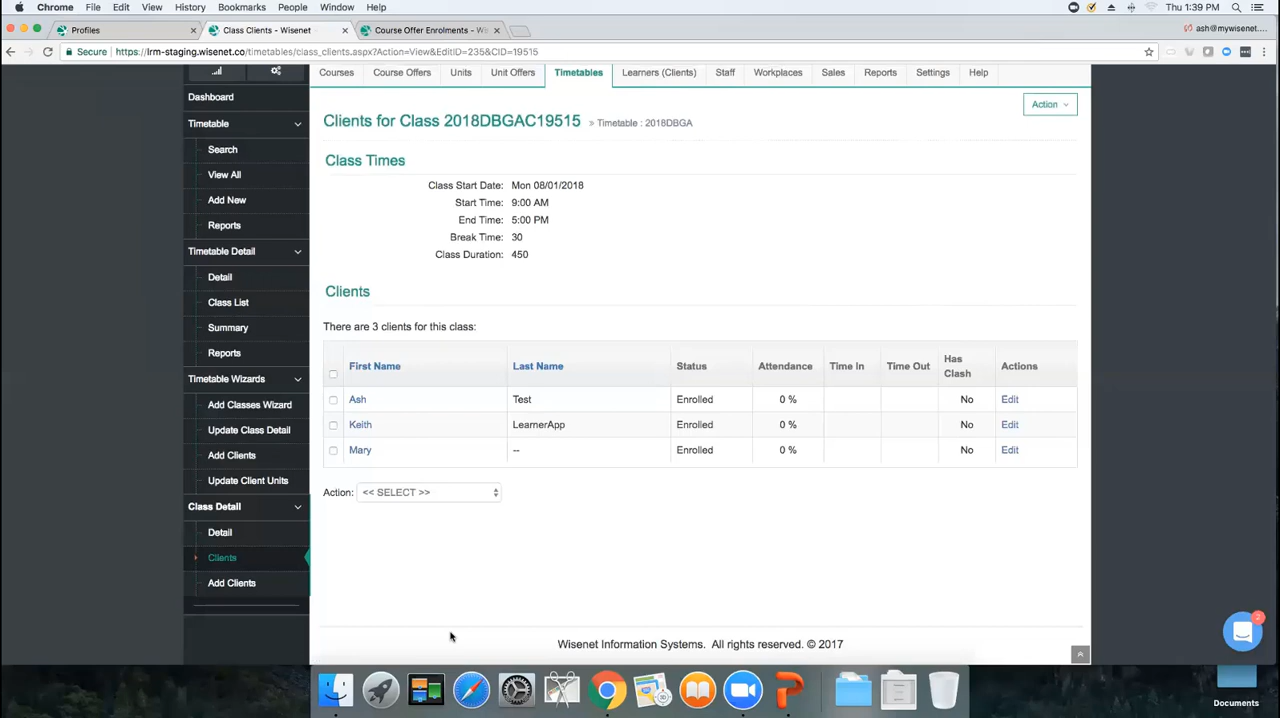 Chrome File Edit View History Bookmarks People Window Help Thu 1:39 PM
Profiles × Class Clients - Wisenet × Course Offer Enrolments - Wi ×
ash@mywisenet....
Secure https://lrm-staging.wisenet.co/timetables/class_clients.aspx?Action=View&EditID=235&CID=19515
Courses Course Offers Units Unit Offers Timetables Learners (Clients) Staff Workplaces Sales Reports Settings Help
Dashboard
Timetable
Search
View All
Add New
Reports
Timetable Detail
Detail
Class List
Summary
Reports
Timetable Wizards
Add Classes Wizard
Update Class Detail
Add Clients
Update Client Units
Class Detail
Detail
Clients
Add Clients
Action
Clients for Class 2018DBGAC19515 » Timetable : 2018DBGA
Class Times
Class Start Date: Mon 08/01/2018
Start Time: 9:00 AM
End Time: 5:00 PM
Break Time: 30
Class Duration: 450
Clients
There are 3 clients for this class:
First Name Last Name Status Attendance Time In Time Out Has Clash Actions
Ash Test Enrolled 0 % No Edit
Keith LearnerApp Enrolled 0 % No Edit
Mary -- Enrolled 0 % No Edit
Action: << SELECT >>
Wisenet Information Systems. All rights reserved. © 2017
2
Documents